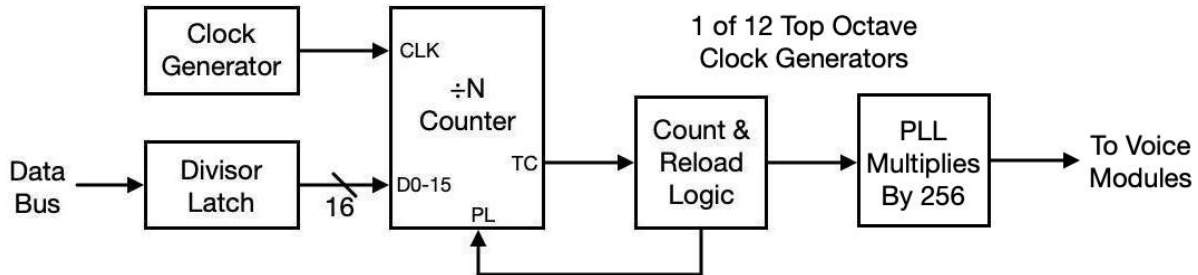 Clock
Generator
CLK
÷N
Counter
1 of 12 Top Octave
Clock Generators
Data
Bus
Divisor
Latch
16
D0-15
TC
PL
Count &
Reload
Logic
PLL
Multiplies
By 256
To Voice
Modules